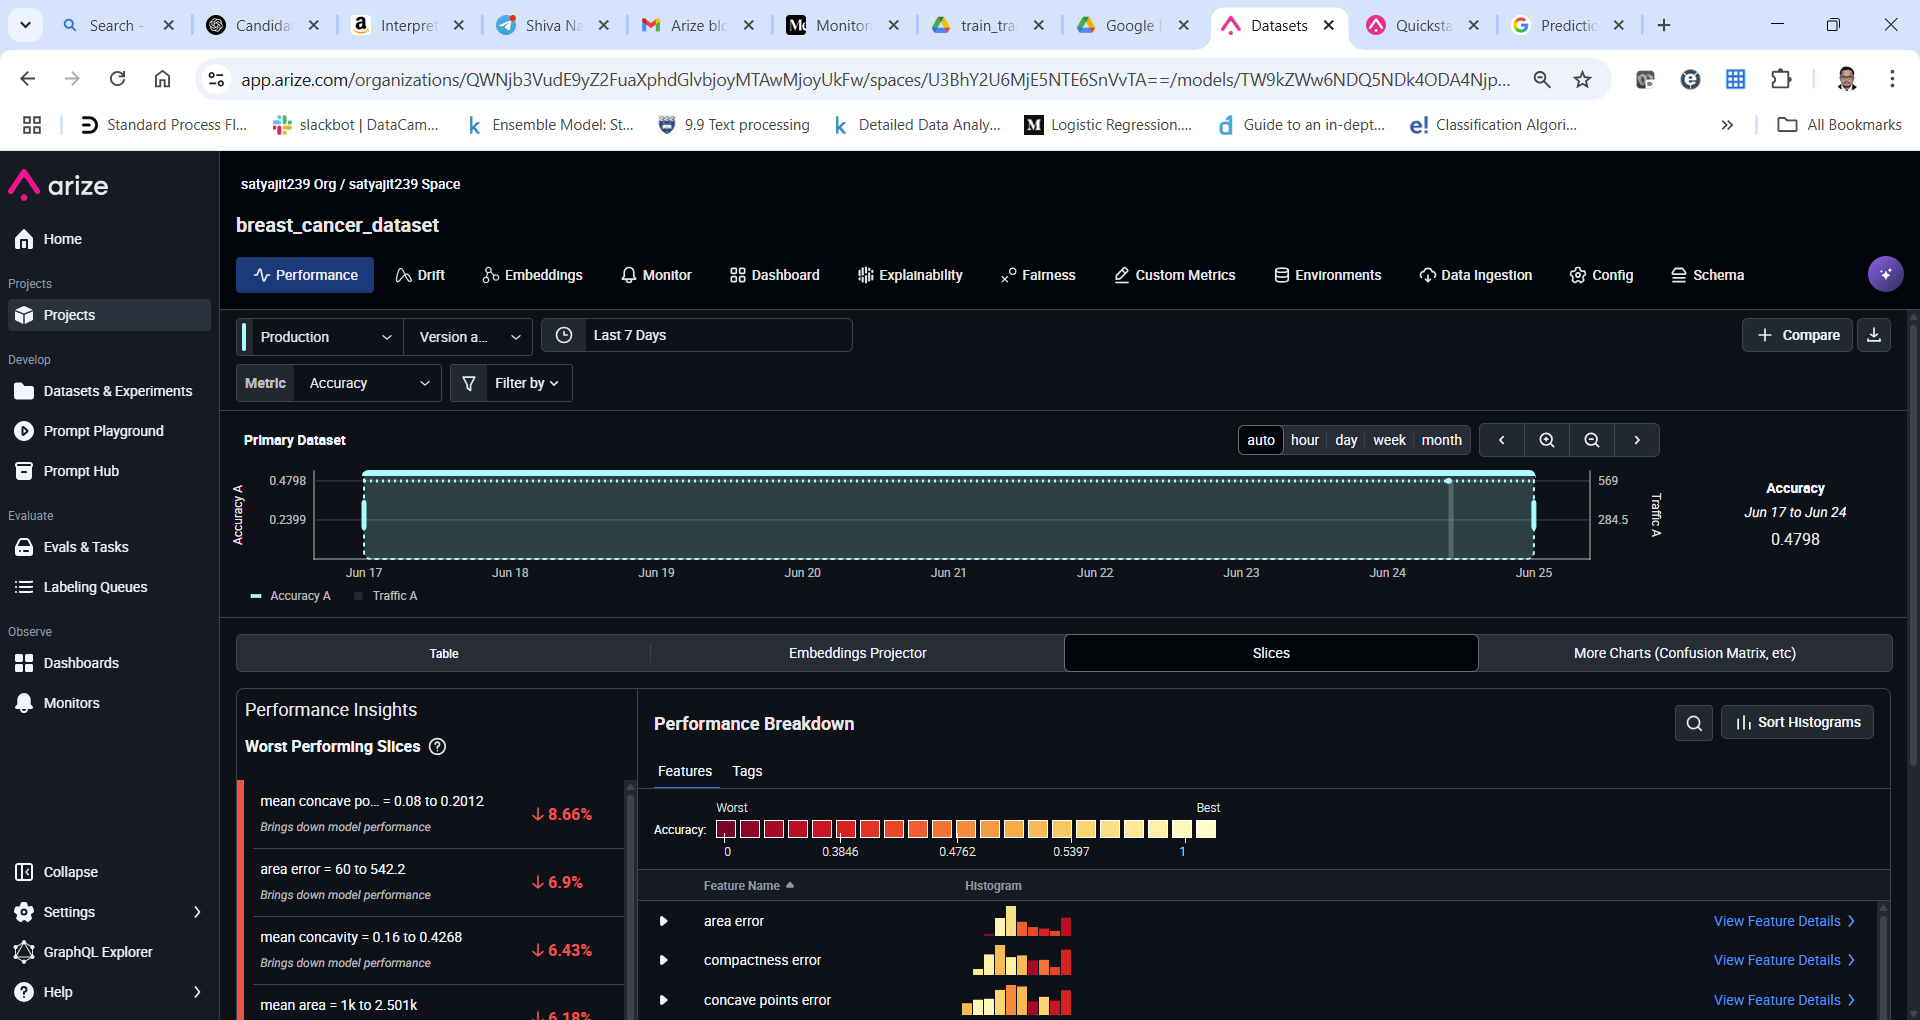 Search -
Candida
Interpret
Shiva Na
Arize blo
Monitori
train_tra
Google D
Datasets
Quicksta
Predictio
app.arize.com/organizations/QWNjb3VudE9yZ2FuaXphdGlvbjoyMTAwMjoyUkFw/spaces/U3BhY2U6MjE5NTE6SnVvTA==/models/TW9kZWw6NDQ5NDk4ODA4Njp...
Standard Process Fl...
slackbot | DataCam...
Ensemble Model: St...
9.9 Text processing
Detailed Data Analy...
Logistic Regression....
Guide to an in-dept...
Classification Algori...
All Bookmarks
arize
Home
Projects
Projects
Develop
Datasets & Experiments
Prompt Playground
Prompt Hub
Evaluate
Evals & Tasks
Labeling Queues
Observe
Dashboards
Monitors
Collapse
Settings
GraphQL Explorer
Help
satyajit239 Org / satyajit239 Space
breast_cancer_dataset
Performance
Drift
Embeddings
Monitor
Dashboard
Explainability
Fairness
Custom Metrics
Environments
Data Ingestion
Config
Schema
Production
Version a...
Last 7 Days
Compare
Metric
Accuracy
Filter by
Primary Dataset
auto
hour
day
week
month
Accuracy A
0.4798
0.2399
569
284.5
Traffic A
Jun 17
Jun 18
Jun 19
Jun 20
Jun 21
Jun 22
Jun 23
Jun 24
Jun 25
Accuracy A
Traffic A
Accuracy
Jun 17 to Jun 24
0.4798
Table
Embeddings Projector
Slices
More Charts (Confusion Matrix, etc)
Performance Insights
Worst Performing Slices
mean concave po... = 0.08 to 0.2012
Brings down model performance
8.66%
area error = 60 to 542.2
Brings down model performance
6.9%
mean concavity = 0.16 to 0.4268
Brings down model performance
6.43%
mean area = 1k to 2.501k
6.18%
Performance Breakdown
Sort Histograms
Features
Tags
Worst
Best
Accuracy:
0
0.3846
0.4762
0.5397
1
Feature Name
Histogram
area error
View Feature Details
compactness error
View Feature Details
concave points error
View Feature Details